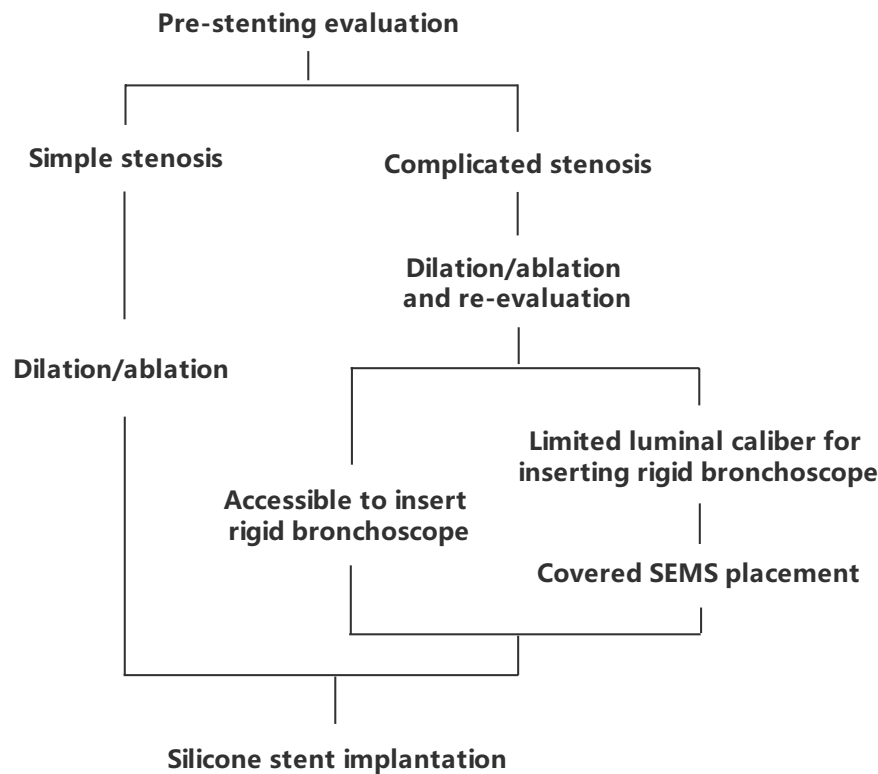 Pre-stenting evaluation
Simple stenosis
Complicated stenosis
Dilation/ablation
and re-evaluation
Dilation/ablation
Limited luminal caliber for
inserting rigid bronchoscope
Accessible to insert
rigid bronchoscope
Covered SEMS placement
Silicone stent implantation